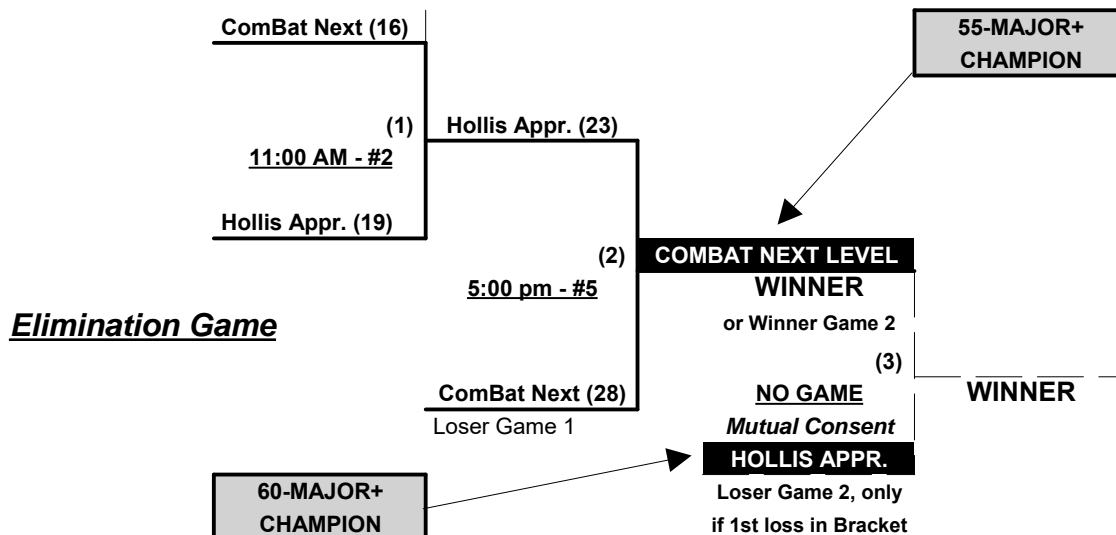 ComBat Next (16)
55-MAJOR+
CHAMPION
(1)
Hollis Appr. (23)
11:00 AM - #2
Hollis Appr. (19)
(2)
COMBAT NEXT LEVEL
5:00 pm - #5
WINNER
Elimination Game
or Winner Game 2
(3)
ComBat Next (28)
NO GAME
WINNER
Loser Game 1
Mutual Consent
HOLLIS APPR.
60-MAJOR+
CHAMPION
Loser Game 2, only
if 1st loss in Bracket